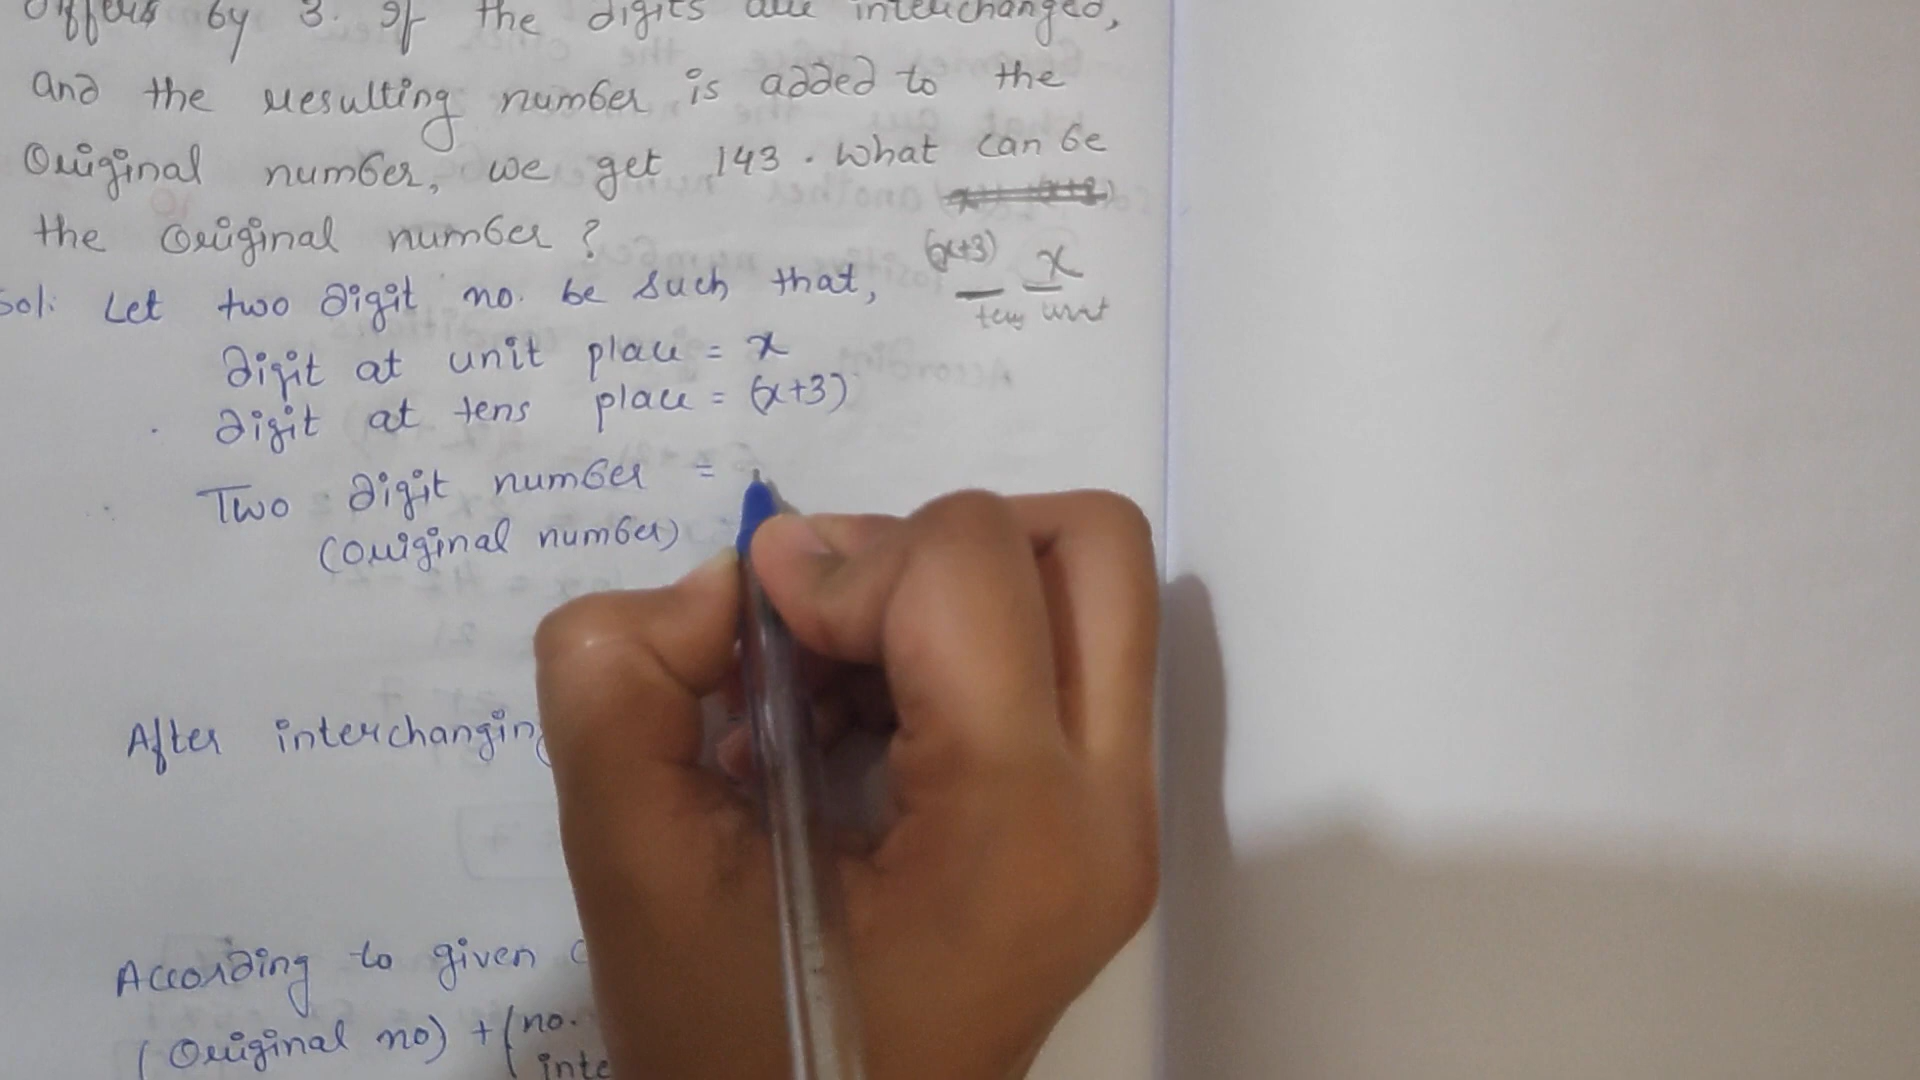 differs by 3. If the digits are interchanged,
and the resulting number is added to the
Original number, we get 143. What can be
the Original number ?
(x+3) x
tens unit
Sol: Let two digit no. be such that,
digit at unit place = x
digit at tens place = (x+3)
Two digit number =
(Original number)
After interchanging
According to given
(Original no) + (no.
inte